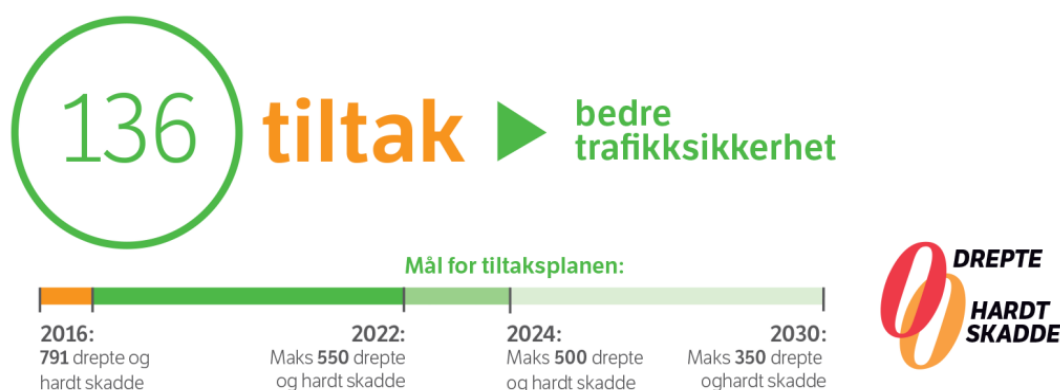 136 tiltak
bedre
trafikksikkerhet
Mål for tiltaksplanen:
2016:
791 drepte og
hardt skadde
2022:
Maks 550 drepte
og hardt skadde
2024:
Maks 500 drepte
og hardt skadde
2030:
Maks 350 drepte
oghardt skadde
0 DREPTE
0 HARDT
SKADDE